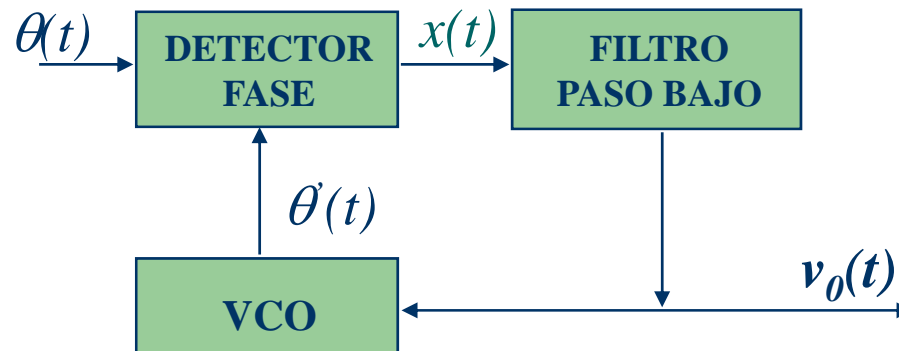 θ(t)
DETECTOR
FASE
x(t)
FILTRO
PASO BAJO
θ'(t)
VCO
v₀(t)